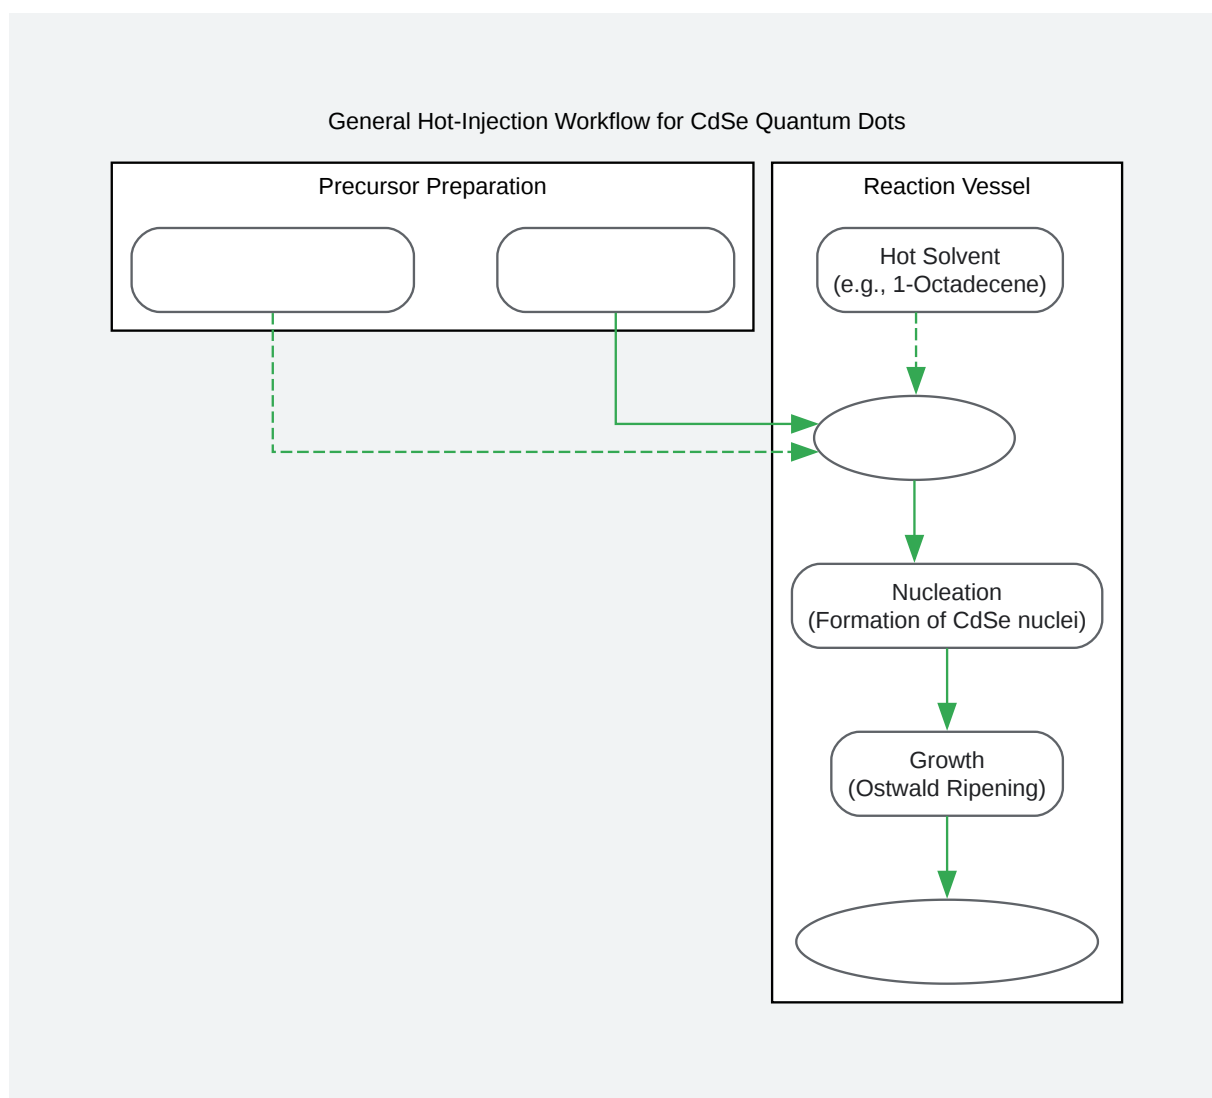 General Hot-Injection Workflow for CdSe Quantum Dots
Precursor Preparation
Reaction Vessel
Hot Solvent
(e.g., 1-Octadecene)
Nucleation
(Formation of CdSe nuclei)
Growth
(Ostwald Ripening)